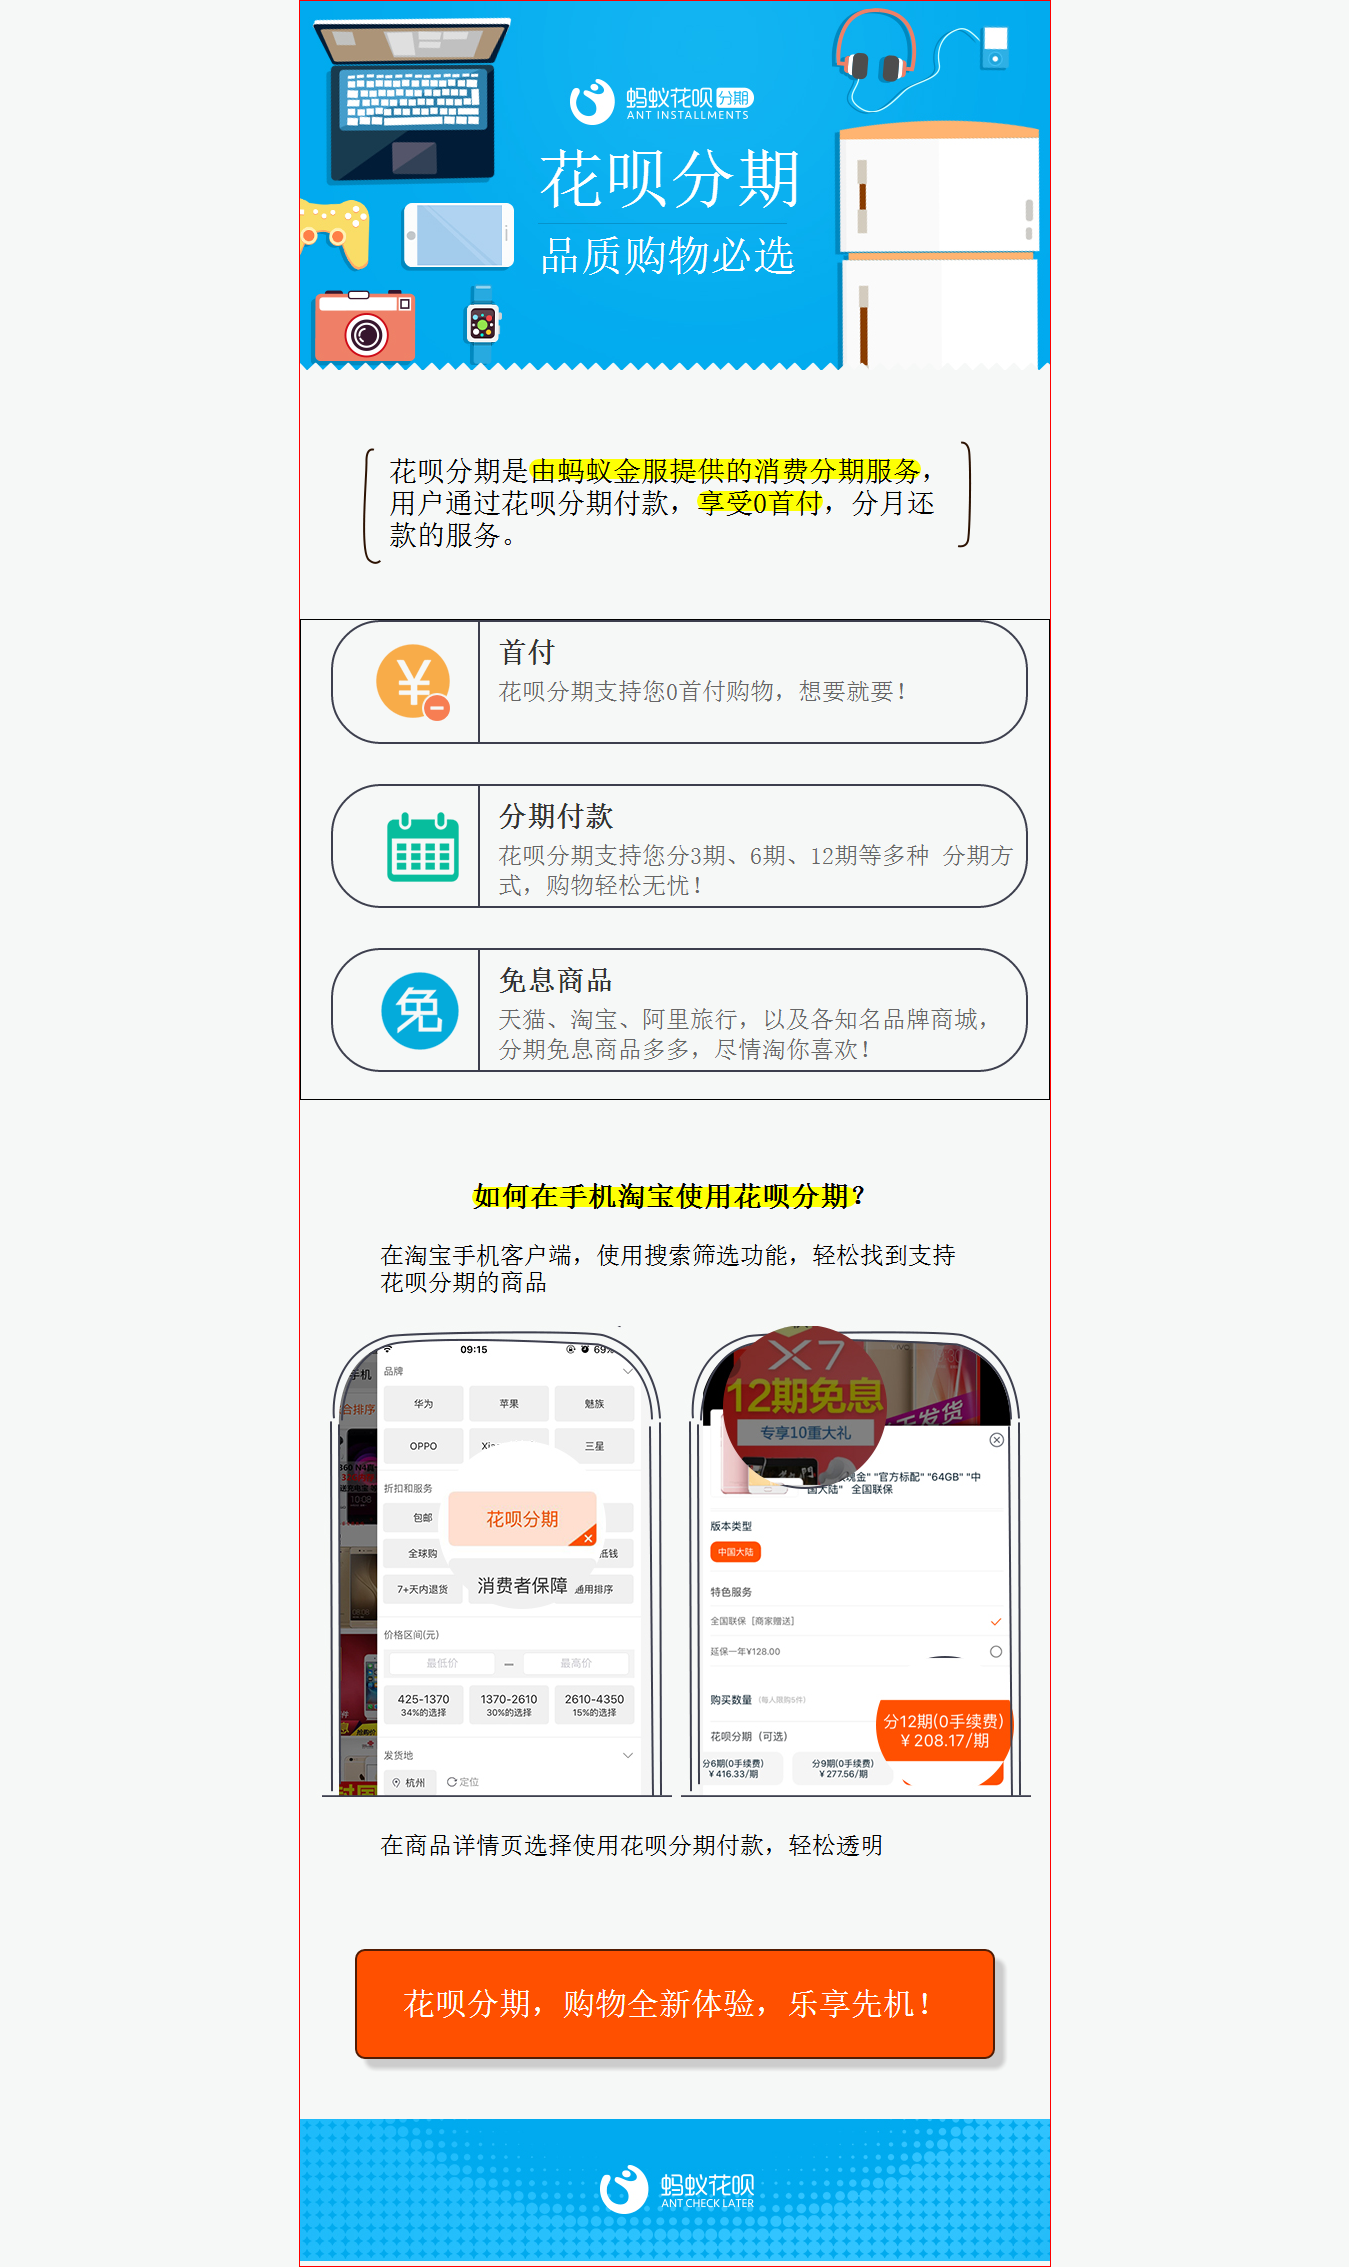 蚂蚁花呗 分期
ANT INSTALLMENTS
花呗分期
品质购物必选
花呗分期是由蚂蚁金服提供的消费分期服务，
用户通过花呗分期付款，享受0首付，分月还
款的服务。
首付
花呗分期支持您0首付购物，想要就要！
分期付款
花呗分期支持您分3期、6期、12期等多种 分期方
式，购物轻松无忧！
免
免息商品
天猫、淘宝、阿里旅行，以及各知名品牌商城，
分期免息商品多多，尽情淘你喜欢！
如何在手机淘宝使用花呗分期？
在淘宝手机客户端，使用搜索筛选功能，轻松找到支持
花呗分期的商品
09:15
69%
手机
品牌
合排序
华为 苹果 魅族
OPPO 三星
折扣和服务
包邮
花呗分期
全球购
7+天内退货
消费者保障
通用排序
价格区间(元)
最低价 — 最高价
425-1370 1370-2610 2610-4350
34%的选择 30%的选择 15%的选择
发货地
杭州 定位
X7
12期免息
专享10重大礼
发货
现金" "官方标配" "64GB" "中
国大陆" 全国联保
版本类型
中国大陆
特色服务
全国联保 [商家赠送]
延保一年¥128.00
购买数量 (每人限购5件)
花呗分期（可选）
分12期(0手续费)
￥208.17/期
分6期(0手续费) 分9期(0手续费)
￥416.33/期 ￥277.56/期
在商品详情页选择使用花呗分期付款，轻松透明
花呗分期，购物全新体验，乐享先机！
蚂蚁花呗
ANT CHECK LATER